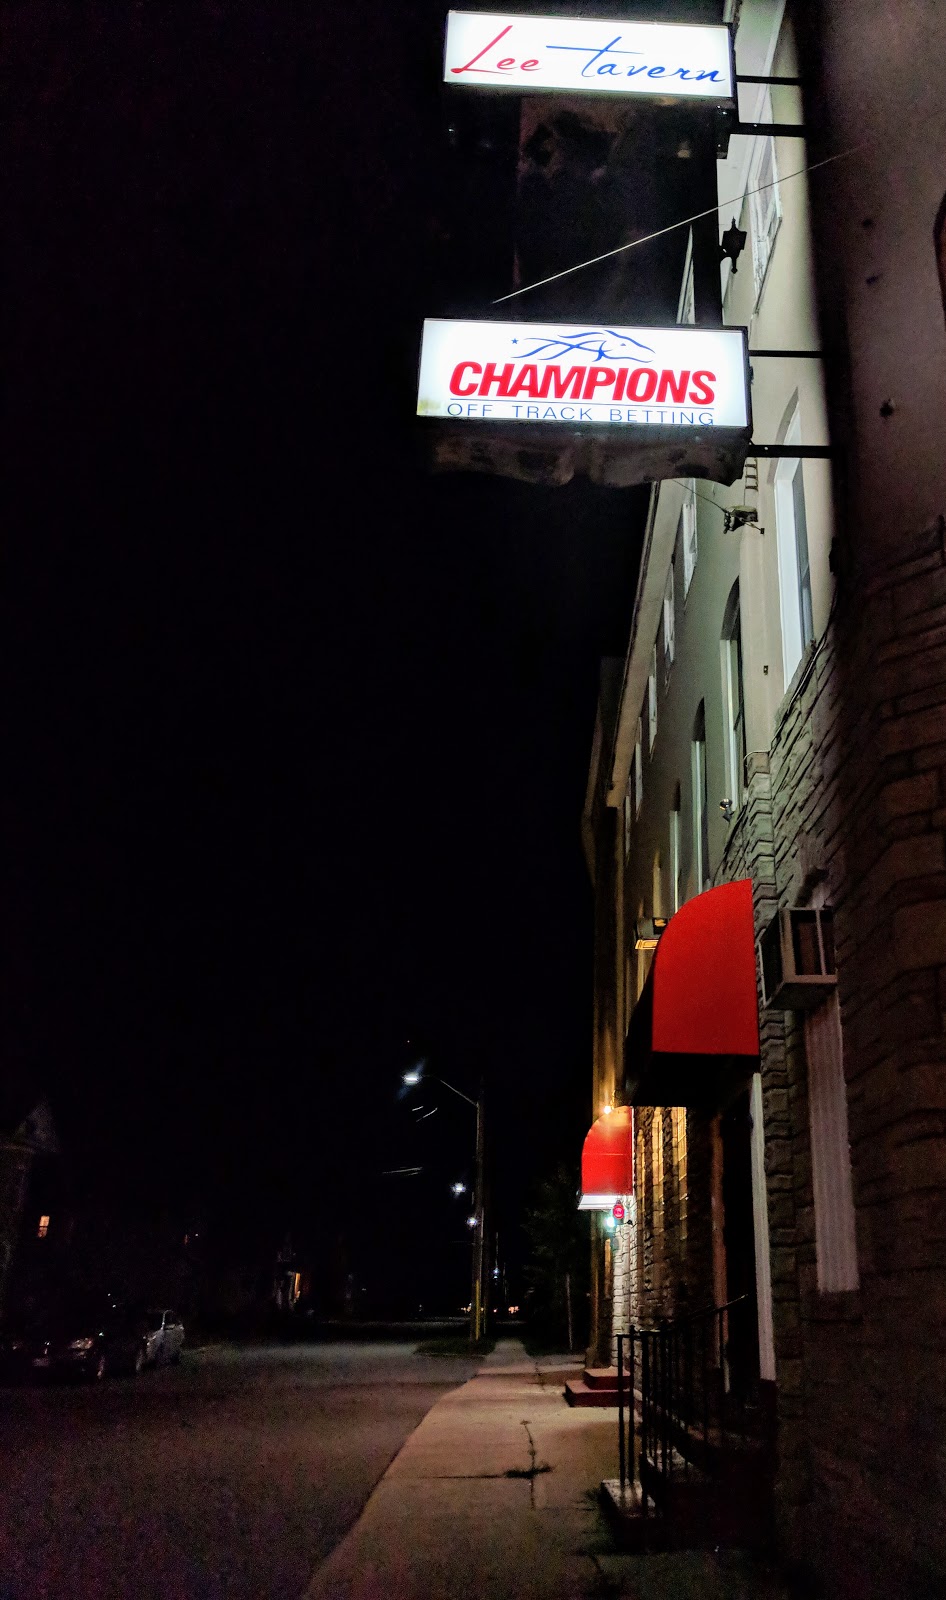 Lee tavern
CHAMPIONS
OFF TRACK BETTING